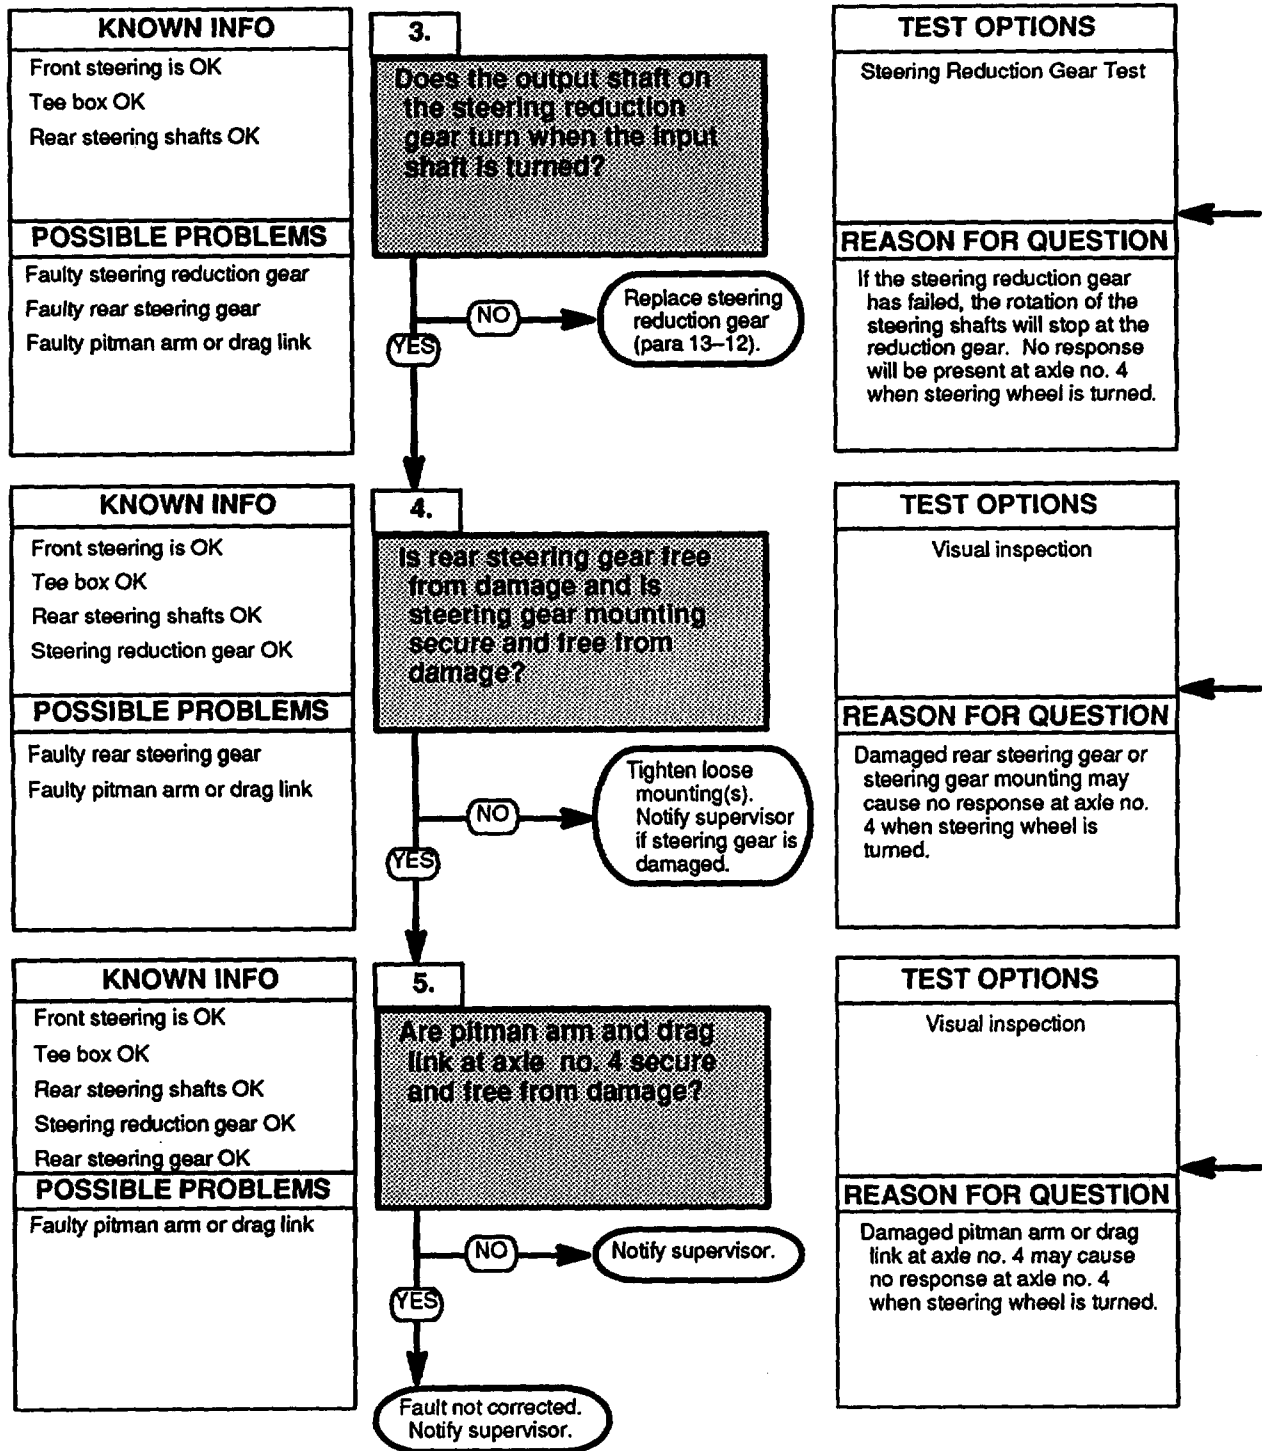 KNOWN INFO
Front steering is OK
Tee box OK
Rear steering shafts OK
POSSIBLE PROBLEMS
Faulty steering reduction gear
Faulty rear steering gear
Faulty pitman arm or drag link
3.
Does the output shaft on
the steering reduction
gear turn when the input
shaft is turned?
NO
YES
Replace steering
reduction gear
(para 13–12).
TEST OPTIONS
Steering Reduction Gear Test
REASON FOR QUESTION
If the steering reduction gear
has failed, the rotation of the
steering shafts will stop at the
reduction gear. No response
will be present at axle no. 4
when steering wheel is turned.
KNOWN INFO
Front steering is OK
Tee box OK
Rear steering shafts OK
Steering reduction gear OK
POSSIBLE PROBLEMS
Faulty rear steering gear
Faulty pitman arm or drag link
4.
Is rear steering gear free
from damage and is
steering gear mounting
secure and free from
damage?
NO
YES
Tighten loose
mounting(s).
Notify supervisor
if steering gear is
damaged.
TEST OPTIONS
Visual inspection
REASON FOR QUESTION
Damaged rear steering gear or
steering gear mounting may
cause no response at axle no.
4 when steering wheel is
turned.
KNOWN INFO
Front steering is OK
Tee box OK
Rear steering shafts OK
Steering reduction gear OK
Rear steering gear OK
POSSIBLE PROBLEMS
Faulty pitman arm or drag link
5.
Are pitman arm and drag
link at axle no. 4 secure
and free from damage?
NO
YES
Notify supervisor.
Fault not corrected.
Notify supervisor.
TEST OPTIONS
Visual inspection
REASON FOR QUESTION
Damaged pitman arm or drag
link at axle no. 4 may cause
no response at axle no. 4
when steering wheel is turned.